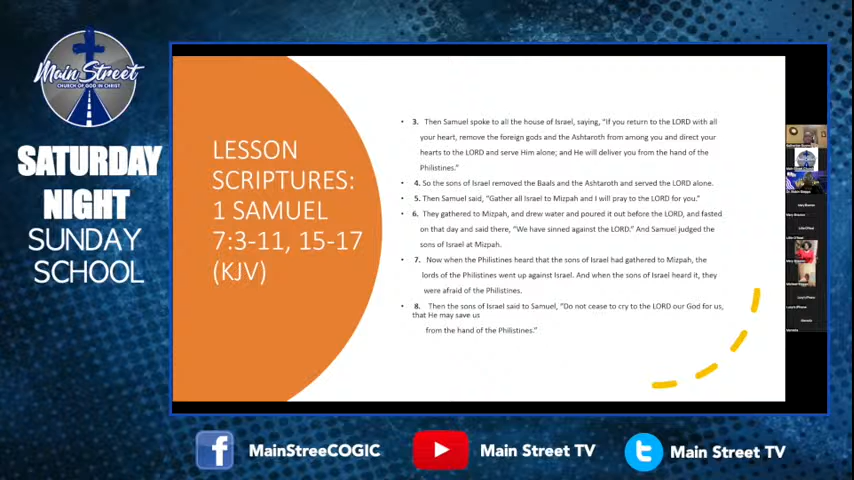 Main Street
CHURCH OF GOD IN CHRIST
SATURDAY
NIGHT
SUNDAY
SCHOOL
LESSON
SCRIPTURES:
1 SAMUEL
7:3-11, 15-17
(KJV)
• 3. Then Samuel spoke to all the house of Israel, saying, “If you return to the LORD with all
your heart, remove the foreign gods and the Ashtaroth from among you and direct your
hearts to the LORD and serve Him alone; and He will deliver you from the hand of the
Philistines.”
• 4. So the sons of Israel removed the Baals and the Ashtaroth and served the LORD alone.
• 5. Then Samuel said, “Gather all Israel to Mizpah and I will pray to the LORD for you.”
• 6. They gathered to Mizpah, and drew water and poured it out before the LORD, and fasted
on that day and said there, “We have sinned against the LORD.” And Samuel judged the
sons of Israel at Mizpah.
• 7. Now when the Philistines heard that the sons of Israel had gathered to Mizpah, the
lords of the Philistines went up against Israel. And when the sons of Israel heard it, they
were afraid of the Philistines.
• 8. Then the sons of Israel said to Samuel, “Do not cease to cry to the LORD our God for us,
that He may save us
from the hand of the Philistines.”
MainStreeCOGIC
Main Street TV
Main Street TV